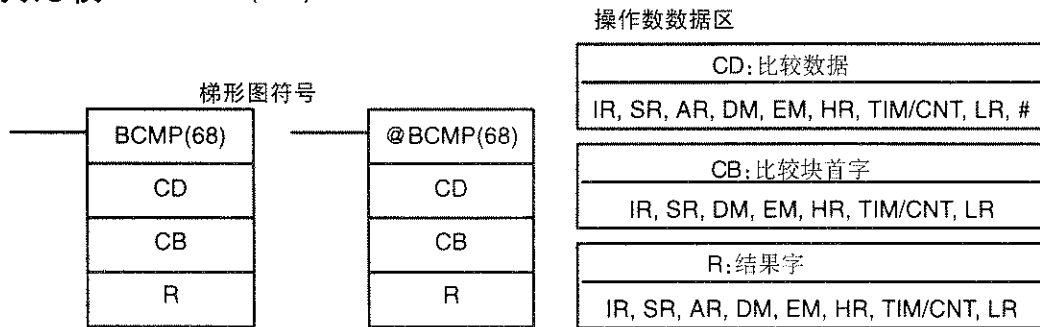 操作数数据区
梯形图符号
BCMP(68)
CD
CB
R
@BCMP(68)
CD
CB
R
CD:比较数据
IR, SR, AR, DM, EM, HR, TIM/CNT, LR, #
CB:比较块首字
IR, SR, DM, EM, HR, TIM/CNT, LR
R:结果字
IR, SR, AR, DM, EM, HR, TIM/CNT, LR